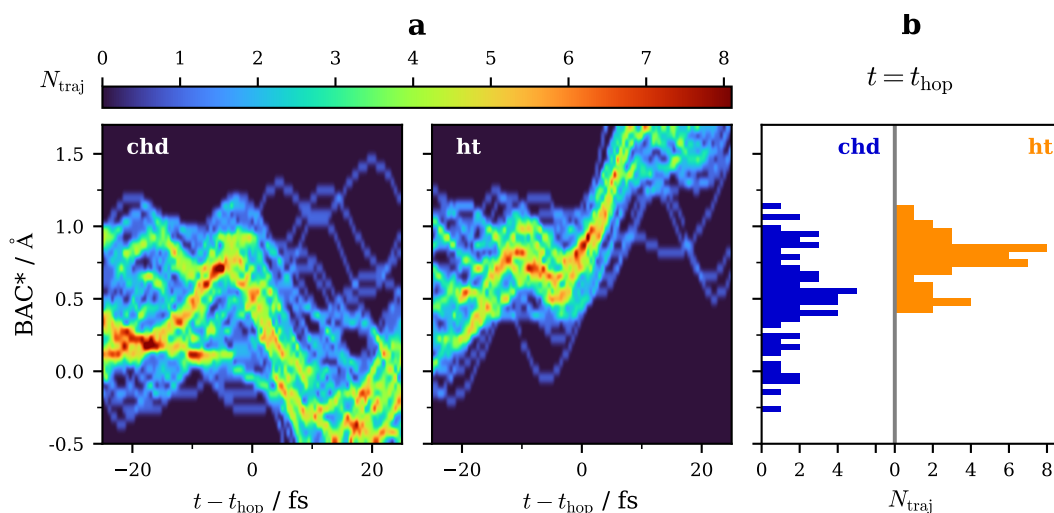 a
b
0 1 2 3 4 5 6 7 8
N_traj
t = t_hop
chd
ht
chd
ht
1.5
1.0
0.5
0.0
-0.5
BAC* / Å
−20 0 20
−20 0 20
0 2 4 0 2 4 6 8
t − t_hop / fs
t − t_hop / fs
N_traj